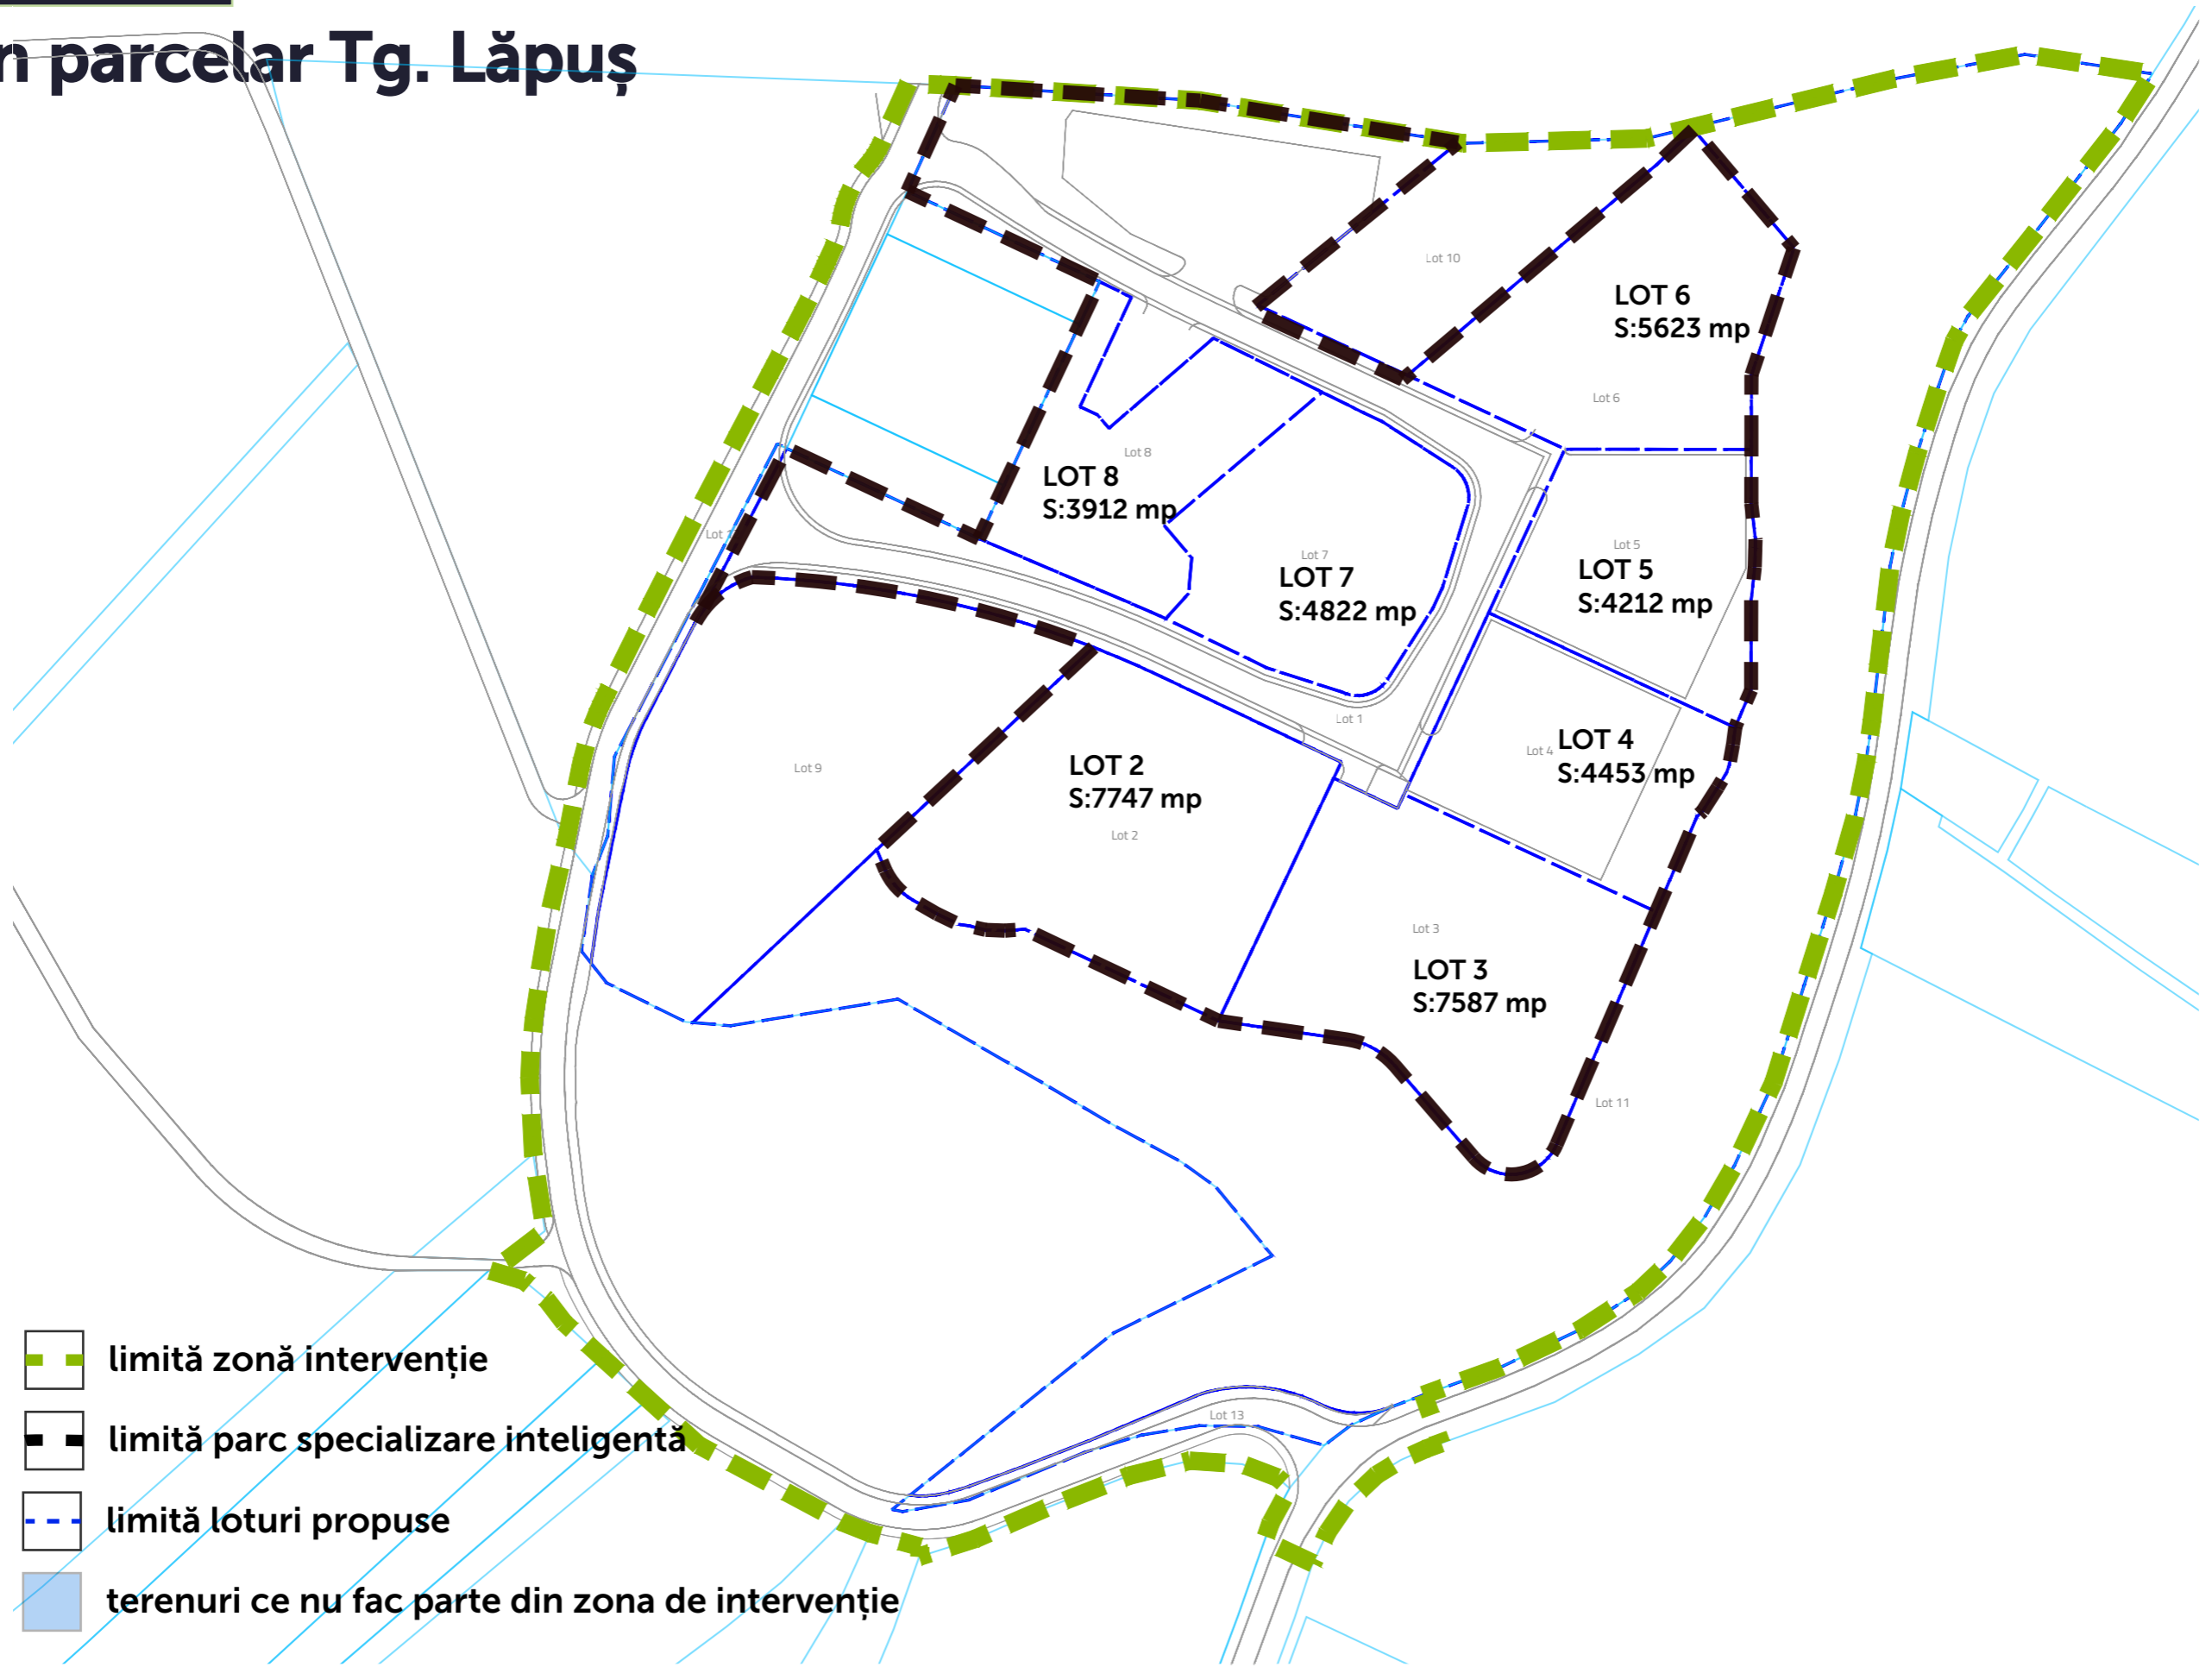 n parcelar Tg. Lăpuș
Lot 10
LOT 6
S:5623 mp
Lot 6
Lot 8
LOT 8
S:3912 mp
Lot
Lot 7
LOT 7
S:4822 mp
Lot 5
LOT 5
S:4212 mp
Lot 1
Lot 4
LOT 4
S:4453 mp
Lot 9
LOT 2
S:7747 mp
Lot 2
Lot 3
LOT 3
S:7587 mp
Lot 11
Lot 13
limită zonă intervenție
limită parc specializare inteligentă
limită loturi propuse
terenuri ce nu fac parte din zona de intervenție